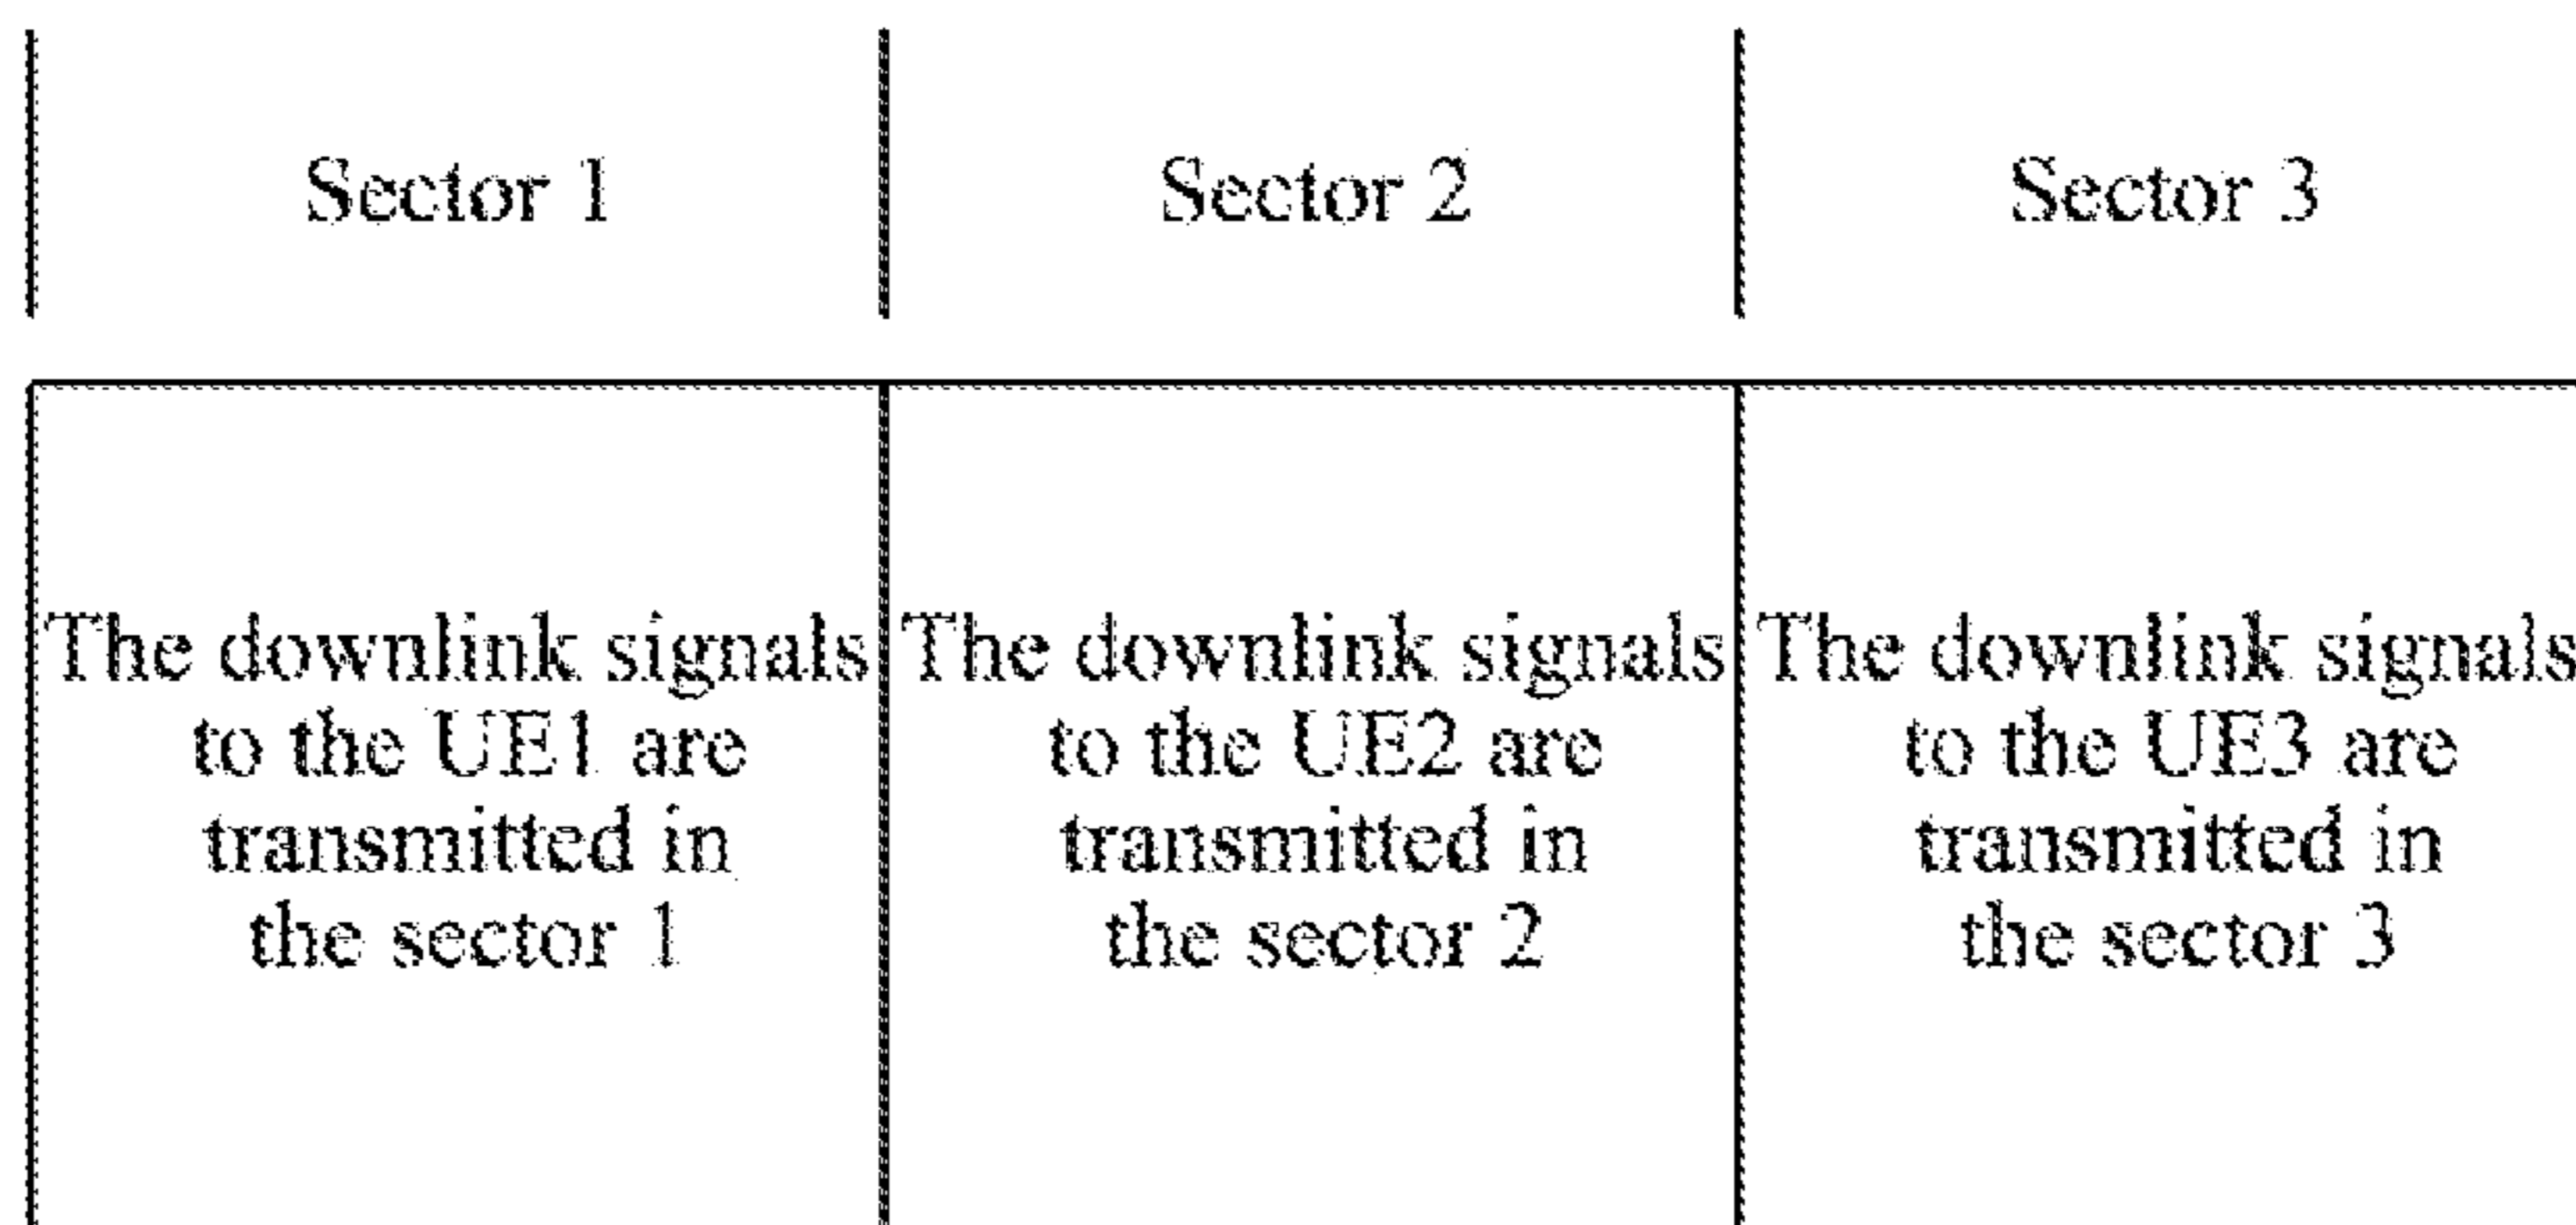 Sector 1
Sector 2
Sector 3
The downlink signals
to the UE1 are
transmitted in
the sector 1
The downlink signals
to the UE2 are
transmitted in
the sector 2
The downlink signals
to the UE3 are
transmitted in
the sector 3